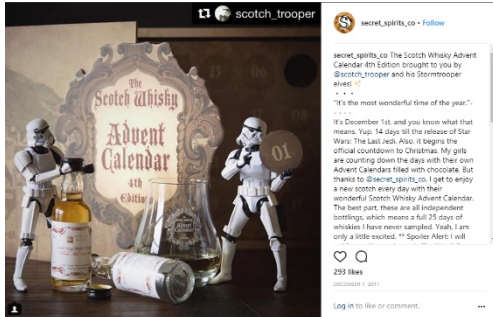 scotch_trooper
The
Scotch Whisky
Advent
Calendar
4th
Edition
01
secret_spirits_co • Follow
secret_spirits_co The Scotch Whisky Advent
Calendar 4th Edition brought to you by
@scotch_trooper and his Stormtrooper
elves! ✨
• • •
"It's the most wonderful time of the year."-
- - - -
It's December 1st, and you know what that
means. Yup, 14 days till the release of Star
Wars: The Last Jedi. Also, it begins the
official countdown to Christmas. My girls
are counting down the days with their own
Advent Calendars filled with chocolate. But
thanks to @secret_spirits_co, I get to enjoy
a new scotch every day with their
wonderful Scotch Whisky Advent Calendar.
The best part, these are all independent
bottlings, which means a full 25 days of
whiskies I have never sampled. Yeah, I am
only a little excited. ** Spoiler Alert: I will
293 likes
DECEMBER 1, 2017
Log in to like or comment.